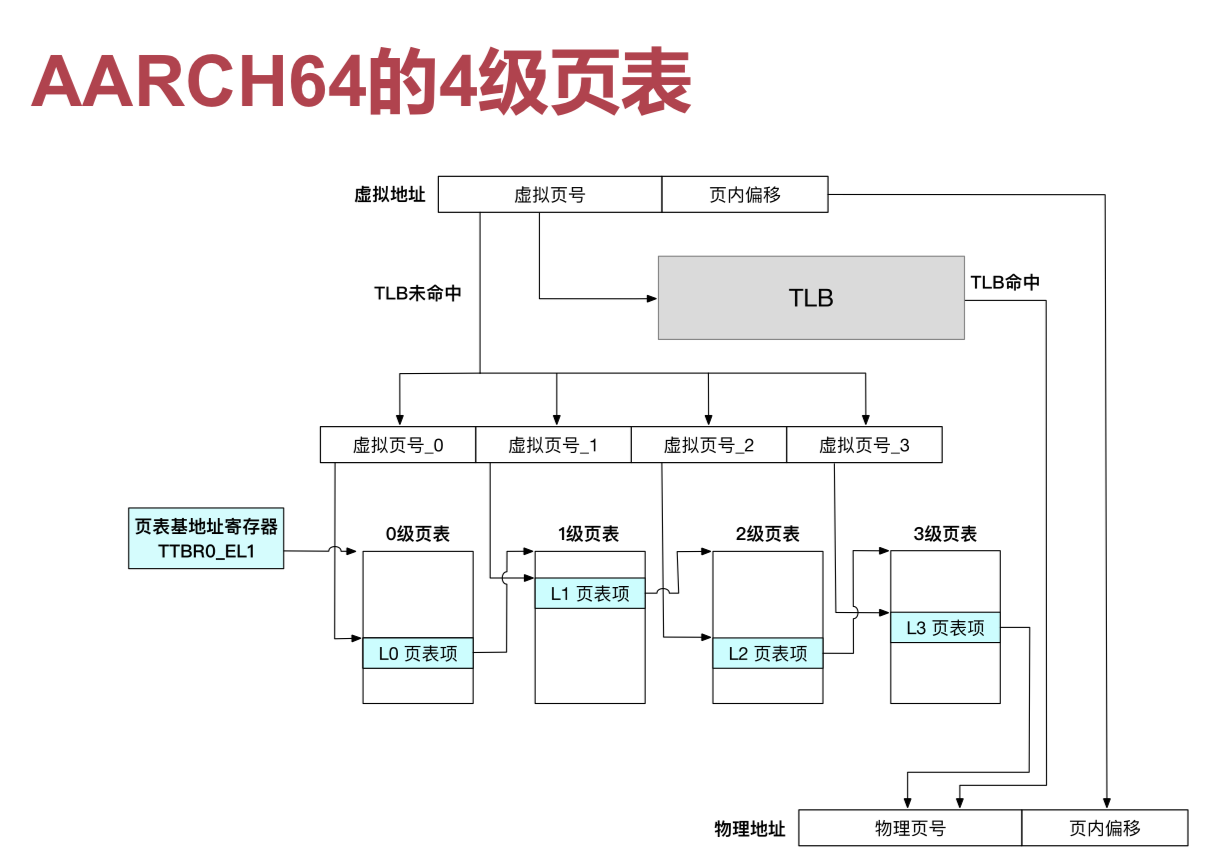 AARCH64的4级页表
虚拟地址
虚拟页号
页内偏移
TLB未命中
TLB
TLB命中
虚拟页号_0
虚拟页号_1
虚拟页号_2
虚拟页号_3
页表基地址寄存器
TTBR0_EL1
0级页表
1级页表
2级页表
3级页表
L0 页表项
L1 页表项
L2 页表项
L3 页表项
物理地址
物理页号
页内偏移